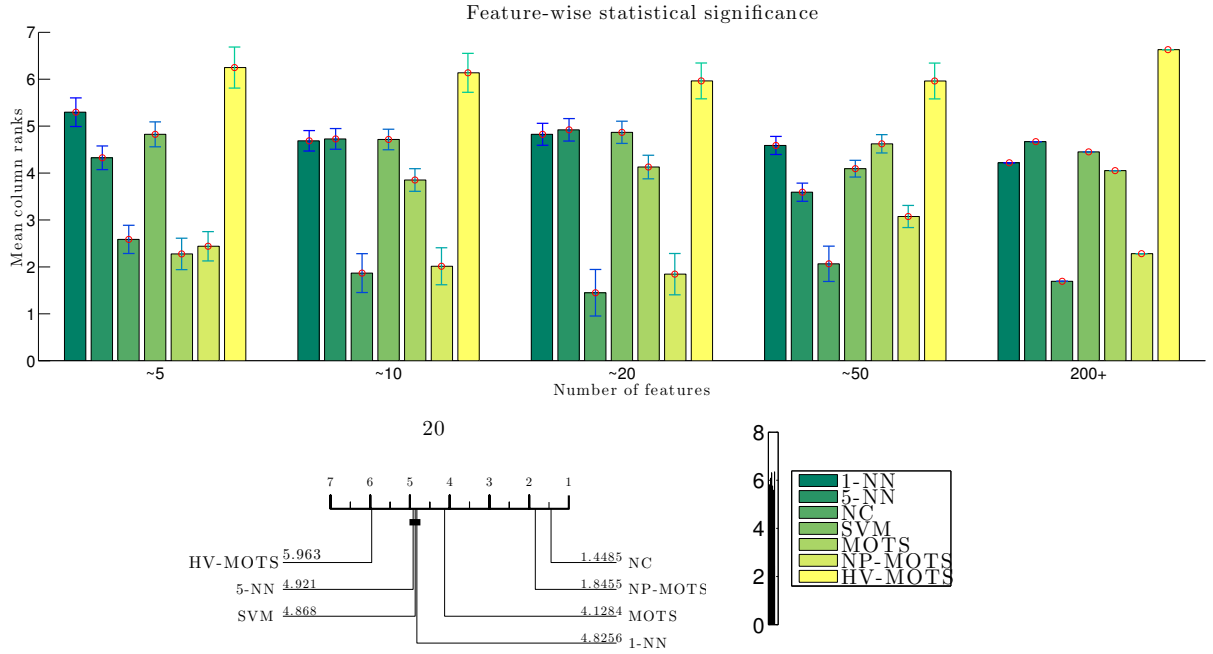 Feature-wise statistical significance
7
6
5
4
3
2
1
0
Mean column ranks
~5 ~10 ~20 ~50 200+
Number of features
20
7 6 5 4 3 2 1
HV-MOTS 5.963
5-NN 4.921
SVM 4.868
1.4485 NC
1.8455 NP-MOTS
4.1284 MOTS
4.8256 1-NN
8
6
4
2
0
1-NN
5-NN
NC
SVM
MOTS
NP-MOTS
HV-MOTS